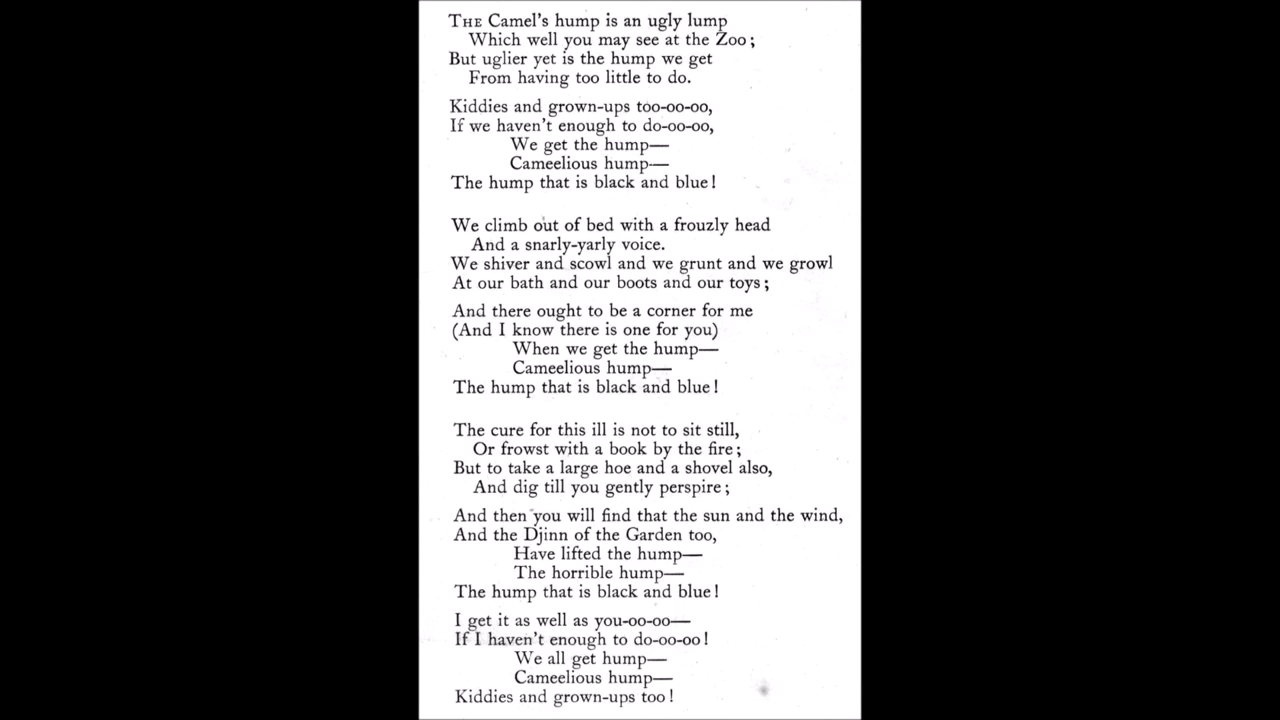 THE Camel's hump is an ugly lump
Which well you may see at the Zoo;
But uglier yet is the hump we get
From having too little to do.
Kiddies and grown-ups too-oo-oo,
If we haven't enough to do-oo-oo,
We get the hump—
Cameelious hump—
The hump that is black and blue!
We climb out of bed with a frouzly head
And a snarly-yarly voice.
We shiver and scowl and we grunt and we growl
At our bath and our boots and our toys;
And there ought to be a corner for me
(And I know there is one for you)
When we get the hump—
Cameelious hump—
The hump that is black and blue!
The cure for this ill is not to sit still,
Or frowst with a book by the fire;
But to take a large hoe and a shovel also,
And dig till you gently perspire;
And then you will find that the sun and the wind,
And the Djinn of the Garden too,
Have lifted the hump—
The horrible hump—
The hump that is black and blue!
I get it as well as you-oo-oo—
If I haven't enough to do-oo-oo!
We all get hump—
Cameelious hump—
Kiddies and grown-ups too!